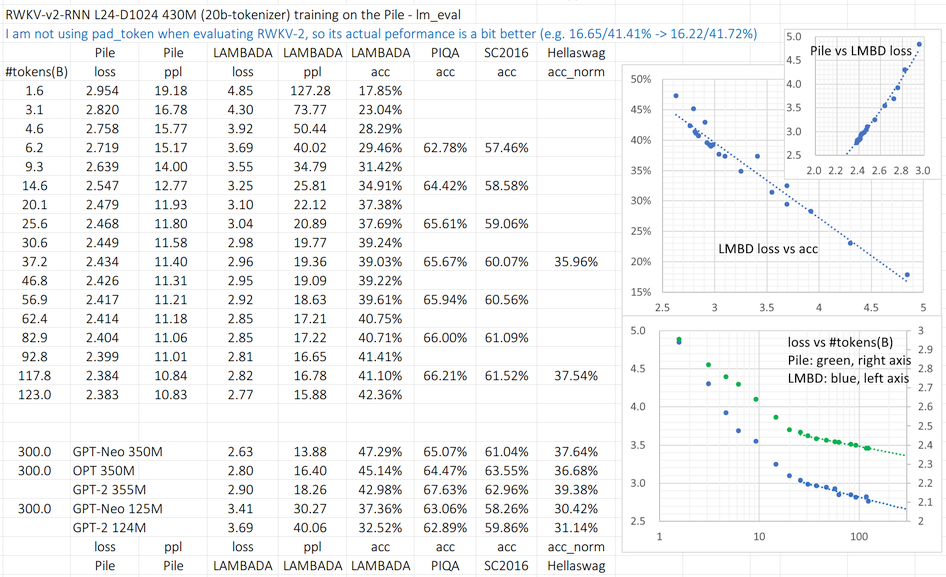 RWKV-v2-RNN L24-D1024 430M (20b-tokenizer) training on the Pile - lm_eval
I am not using pad_token when evaluating RWKV-2, so its actual peformance is a bit better (e.g. 16.65/41.41% -> 16.22/41.72%)
Pile Pile LAMBADA LAMBADA LAMBADA PIQA SC2016 Hellaswag
#tokens(B) loss ppl loss ppl acc acc acc acc_norm
1.6 2.954 19.18 4.85 127.28 17.85%
3.1 2.820 16.78 4.30 73.77 23.04%
4.6 2.758 15.77 3.92 50.44 28.29%
6.2 2.719 15.17 3.69 40.02 29.46% 62.78% 57.46%
9.3 2.639 14.00 3.55 34.79 31.42%
14.6 2.547 12.77 3.25 25.81 34.91% 64.42% 58.58%
20.1 2.479 11.93 3.10 22.12 37.38%
25.6 2.468 11.80 3.04 20.89 37.69% 65.61% 59.06%
30.6 2.449 11.58 2.98 19.77 39.24%
37.2 2.434 11.40 2.96 19.36 39.03% 65.67% 60.07% 35.96%
46.8 2.426 11.31 2.95 19.09 39.22%
56.9 2.417 11.21 2.92 18.63 39.61% 65.94% 60.56%
62.4 2.414 11.18 2.85 17.21 40.75%
82.9 2.404 11.06 2.85 17.22 40.71% 66.00% 61.09%
92.8 2.399 11.01 2.81 16.65 41.41%
117.8 2.384 10.84 2.82 16.78 41.10% 66.21% 61.52% 37.54%
123.0 2.383 10.83 2.77 15.88 42.36%
300.0 GPT-Neo 350M 2.63 13.88 47.29% 65.07% 61.04% 37.64%
300.0 OPT 350M 2.80 16.40 45.14% 64.47% 63.55% 36.68%
GPT-2 355M 2.90 18.26 42.98% 67.63% 62.96% 39.38%
300.0 GPT-Neo 125M 3.41 30.27 37.36% 63.06% 58.26% 30.42%
GPT-2 124M 3.69 40.06 32.52% 62.89% 59.86% 31.14%
loss ppl loss ppl acc acc acc acc_norm
Pile Pile LAMBADA LAMBADA LAMBADA PIQA SC2016 Hellaswag
Pile vs LMBD loss
5.0
4.5
4.0
3.5
3.0
2.5
2.0 2.2 2.4 2.6 2.8 3.0
50%
45%
40%
35%
30%
25%
20%
15%
LMBD loss vs acc
2.5 3 3.5 4 4.5 5
loss vs #tokens(B)
Pile: green, right axis
LMBD: blue, left axis
5.0
4.5
4.0
3.5
3.0
2.5
3
2.9
2.8
2.7
2.6
2.5
2.4
2.3
2.2
2.1
2
1 10 100